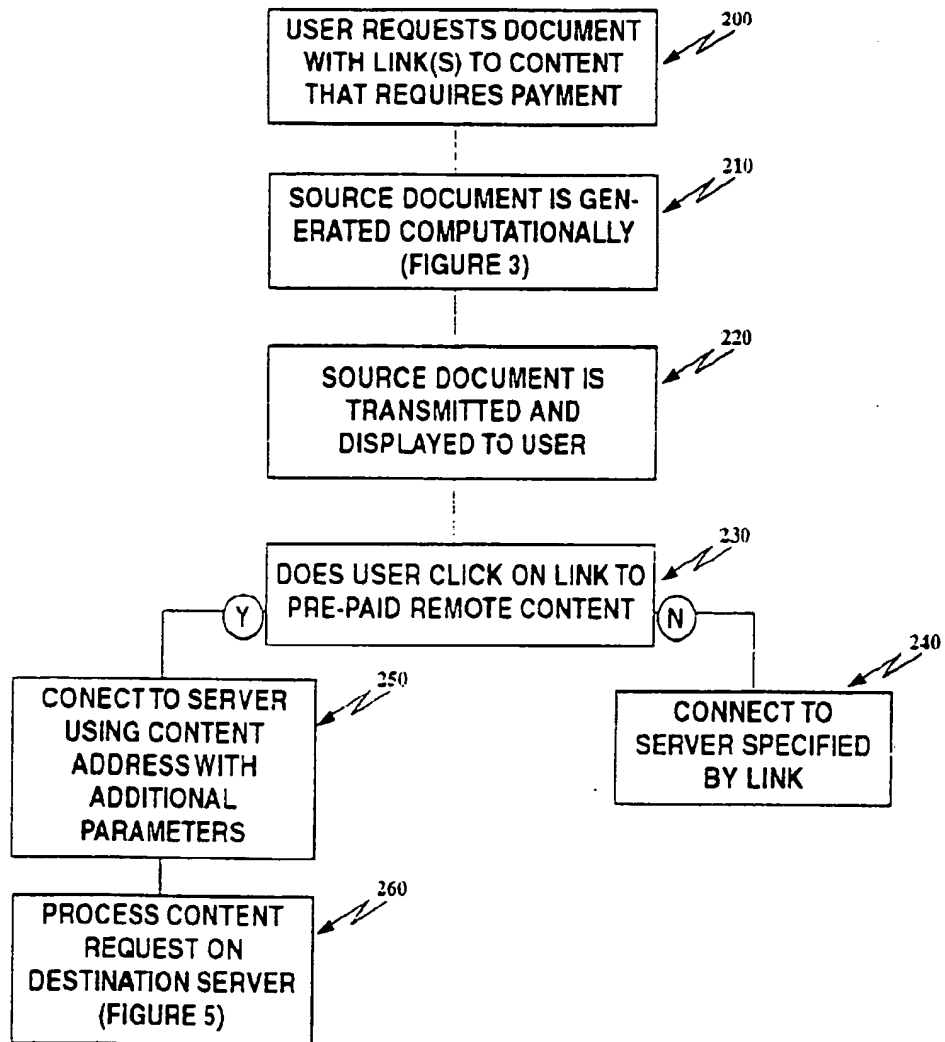 USER REQUESTS DOCUMENT
WITH LINK(S) TO CONTENT
THAT REQUIRES PAYMENT
200
SOURCE DOCUMENT IS GEN-
ERATED COMPUTATIONALLY
(FIGURE 3)
210
SOURCE DOCUMENT IS
TRANSMITTED AND
DISPLAYED TO USER
220
DOES USER CLICK ON LINK TO
PRE-PAID REMOTE CONTENT
230
Y
N
CONECT TO SERVER
USING CONTENT
ADDRESS WITH
ADDITIONAL
PARAMETERS
250
CONNECT TO
SERVER SPECIFIED
BY LINK
240
PROCESS CONTENT
REQUEST ON
DESTINATION SERVER
(FIGURE 5)
260